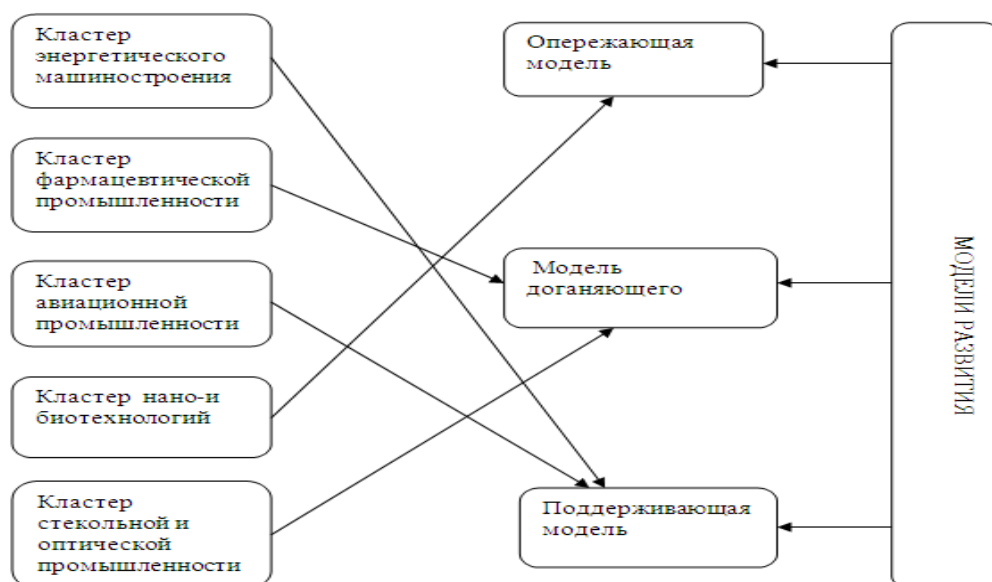 Кластер
энергетического
машиностроения
Кластер
фармацевтической
промышленности
Кластер
авиационной
промышленности
Кластер нано-и
биотехнологий
Кластер
стекольной и
оптической
промышленности
Опережающая
модель
Модель
доганяющего
Поддерживающая
модель
МОДЕЛИ РАЗВИТИЯ